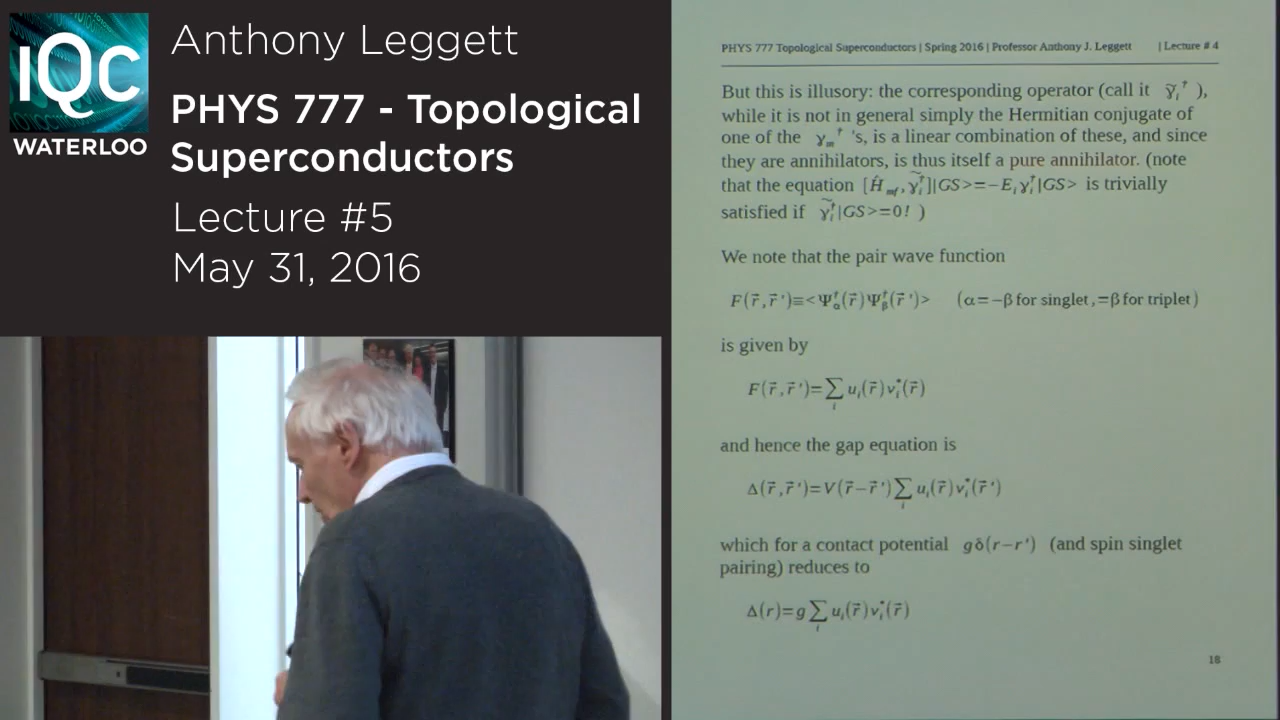 IQC
WATERLOO
Anthony Leggett
PHYS 777 - Topological
Superconductors
Lecture #5
May 31, 2016
PHYS 777 Topological Superconductors | Spring 2016 | Professor Anthony J. Leggett | Lecture # 4
But this is illusory: the corresponding operator (call it γ̃ᵢ† ),
while it is not in general simply the Hermitian conjugate of
one of the γₘ† 's, is a linear combination of these, and since
they are annihilators, is thus itself a pure annihilator. (note
that the equation [Ĥ_mf, γ̃ᵢ†]|GS>=−Eᵢγᵢ†|GS> is trivially
satisfied if γ̃ᵢ†|GS>=0! )
We note that the pair wave function
F(r⃗,r⃗')≡<Ψ†_α(r⃗)Ψ†_β(r⃗')> (α=−β for singlet,=β for triplet)
is given by
F(r⃗,r⃗')=∑ᵢ uᵢ(r⃗)vᵢ*(r⃗)
and hence the gap equation is
Δ(r⃗,r⃗')=V(r⃗−r⃗')∑ᵢ uᵢ(r⃗)vᵢ*(r⃗')
which for a contact potential gδ(r−r') (and spin singlet
pairing) reduces to
Δ(r)=g∑ᵢ uᵢ(r⃗)vᵢ*(r⃗)
18